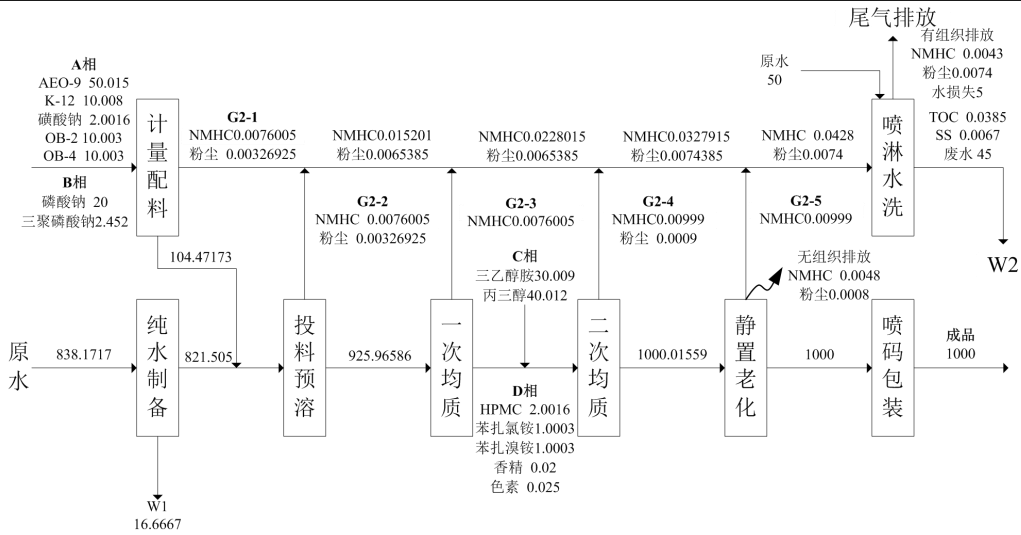 尾气排放
有组织排放
NMHC 0.0043
粉尘0.0074
水损失5
原水
50
A相
AEO-9 50.015
K-12 10.008
磺酸钠 2.0016
OB-2 10.003
OB-4 10.003
B相
磷酸钠 20
三聚磷酸钠2.452
计量配料
G2-1
NMHC0.0076005
粉尘 0.00326925
NMHC0.015201
粉尘0.0065385
NMHC0.0228015
粉尘0.0065385
NMHC0.0327915
粉尘0.0074385
NMHC 0.0428
粉尘0.0074
喷淋水洗
TOC 0.0385
SS 0.0067
废水 45
W2
G2-2
NMHC 0.0076005
粉尘 0.00326925
G2-3
NMHC0.0076005
G2-4
NMHC0.00999
粉尘 0.0009
G2-5
NMHC0.00999
104.47173
C相
三乙醇胺30.009
丙三醇40.012
无组织排放
NMHC 0.0048
粉尘0.0008
原水
838.1717
纯水制备
821.505
投料预溶
925.96586
一次均质
二次均质
1000.01559
静置老化
1000
喷码包装
成品
1000
D相
HPMC 2.0016
苯扎氯铵1.0003
苯扎溴铵1.0003
香精 0.02
色素 0.025
W1
16.6667